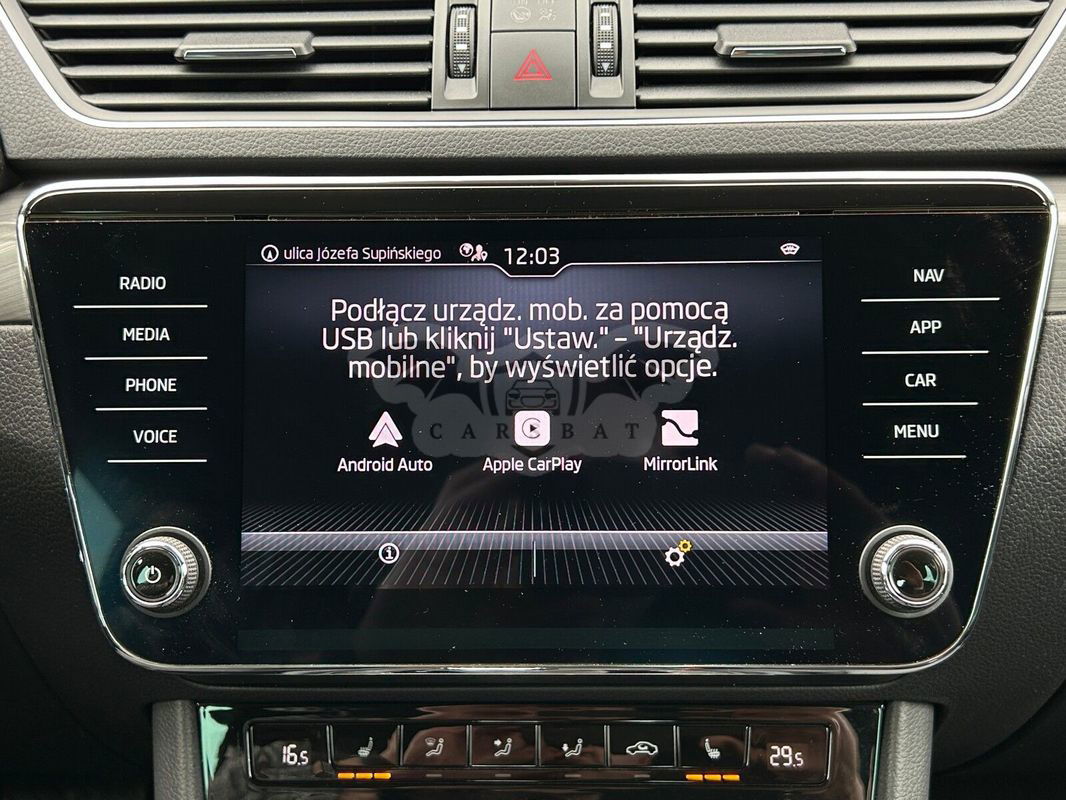 ulica Józefa Supińskiego
12:03
RADIO
MEDIA
PHONE
VOICE
Podłącz urządz. mob. za pomocą
USB lub kliknij "Ustaw." - "Urządz.
mobilne", by wyświetlić opcje.
CAREBAT
Android Auto
Apple CarPlay
MirrorLink
NAV
APP
CAR
MENU
16.5
29.5